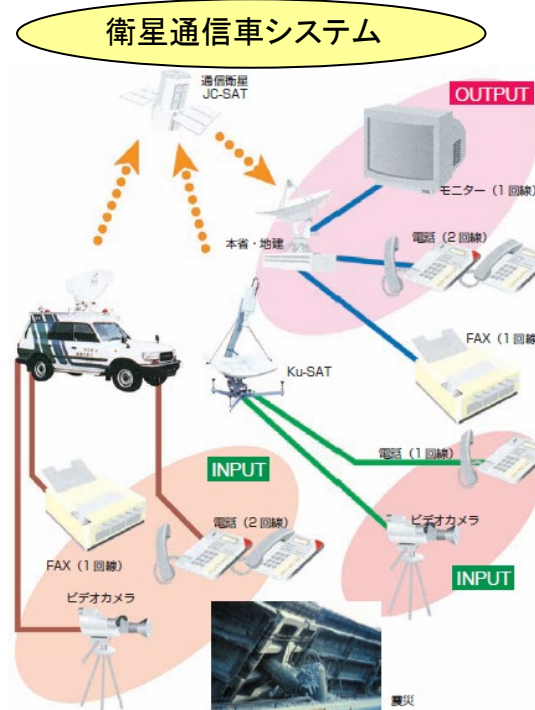 衛星通信車システム
通信衛星
JC-SAT
OUTPUT
モニター（1回線）
本省・地建
電話（2回線）
FAX（1回線）
Ku-SAT
電話（1回線）
INPUT
電話（2回線）
ビデオカメラ
FAX（1回線）
INPUT
ビデオカメラ
震災